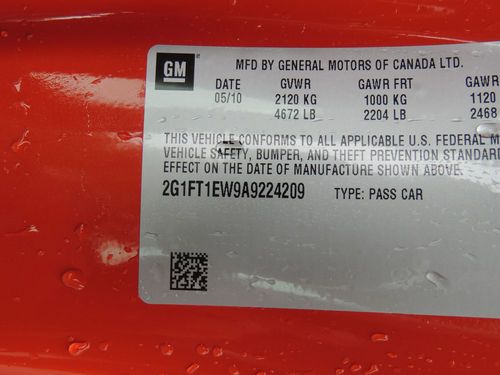 GM
MFD BY GENERAL MOTORS OF CANADA LTD.
DATE GVWR GAWR FRT GAWR
05/10 2120 KG 1000 KG 1120
4672 LB 2204 LB 2468
THIS VEHICLE CONFORMS TO ALL APPLICABLE U.S. FEDERAL M
VEHICLE SAFETY, BUMPER, AND THEFT PREVENTION STANDARD
EFFECT ON THE DATE OF MANUFACTURE SHOWN ABOVE.
2G1FT1EW9A9224209 TYPE: PASS CAR